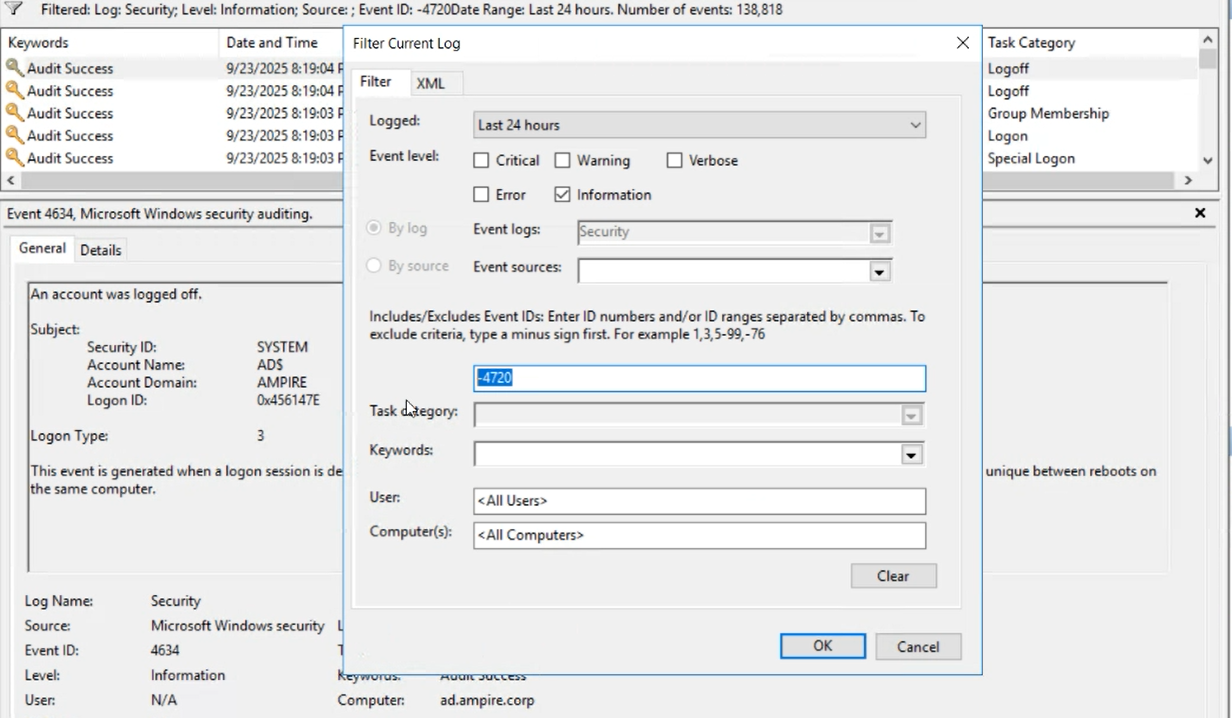 Filtered: Log: Security; Level: Information; Source: ; Event ID: -4720Date Range: Last 24 hours. Number of events: 138,818
Keywords Date and Time Task Category
Audit Success 9/23/2025 8:19:04 Logoff
Audit Success 9/23/2025 8:19:04 Logoff
Audit Success 9/23/2025 8:19:03 Group Membership
Audit Success 9/23/2025 8:19:03 Logon
Audit Success 9/23/2025 8:19:03 Special Logon
Event 4634, Microsoft Windows security auditing.
General Details
An account was logged off.
Subject:
Security ID: SYSTEM
Account Name: AD$
Account Domain: AMPIRE
Logon ID: 0x456147E
Logon Type: 3
This event is generated when a logon session is de
unique between reboots on
the same computer.
Log Name: Security
Source: Microsoft Windows security
Event ID: 4634
Level: Information Keywords: Audit Success
User: N/A Computer: ad.ampire.corp
Filter Current Log
Filter XML
Logged: Last 24 hours
Event level: Critical Warning Verbose
Error Information
By log Event logs: Security
By source Event sources:
Includes/Excludes Event IDs: Enter ID numbers and/or ID ranges separated by commas. To
exclude criteria, type a minus sign first. For example 1,3,5-99,-76
-4720
Task category:
Keywords:
User: <All Users>
Computer(s): <All Computers>
Clear
OK Cancel